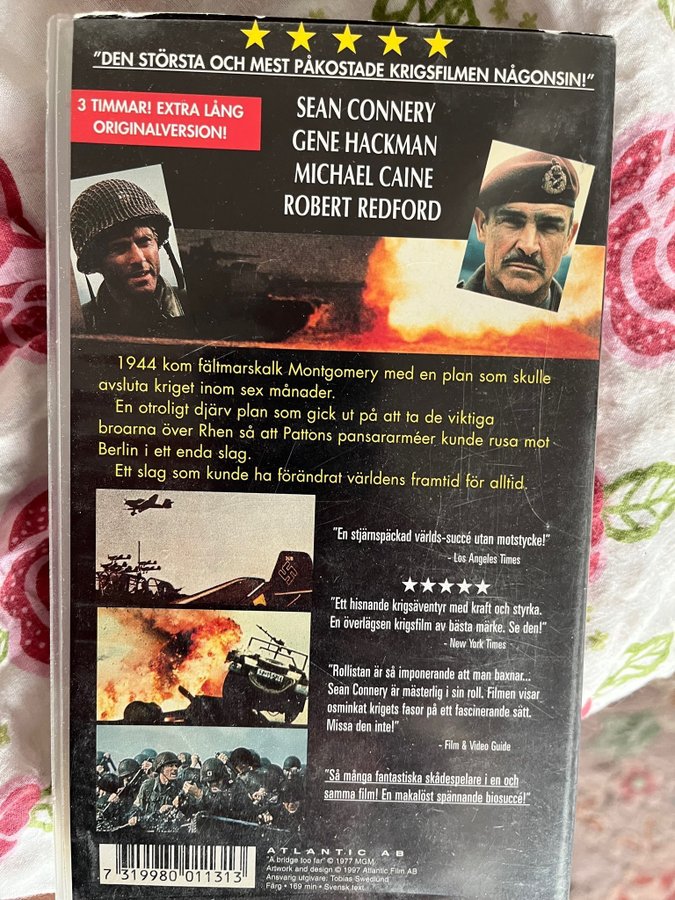 "DEN STÖRSTA OCH MEST PÅKOSTADE KRIGSFILMEN NÅGONSIN!"
3 TIMMAR! EXTRA LÅNG
ORIGINALVERSION!
SEAN CONNERY
GENE HACKMAN
MICHAEL CAINE
ROBERT REDFORD
1944 kom fältmarskalk Montgomery med en plan som skulle
avsluta kriget inom sex månader.
En otroligt djärv plan som gick ut på att ta de viktiga
broarna över Rhen så att Pattons pansararméer kunde rusa mot
Berlin i ett enda slag.
Ett slag som kunde ha förändrat världens framtid för alltid.
"En stjärnspäckad världs-succé utan motstycke!"
- Los Angeles Times
"Ett hisnande krigsäventyr med kraft och styrka.
En överlägsen krigsfilm av bästa märke. Se den!"
- New York Times
"Rollistan är så imponerande att man baxnar...
Sean Connery är mästerlig i sin roll. Filmen visar
osminkat krigets fasor på ett fascinerande sätt.
Missa den inte!"
- Film & Video Guide
"Så många fantastiska skådespelare i en och
samma film! En makalöst spännande biosuccé!"
ATLANTIC AB
"A bridge too far" © 1977 MGM
Artwork and design © 1997 Atlantic Film AB
Ansvarig utgivare: Tobias Swedlund
Färg • 169 min • Svensk text
7 319980 011313